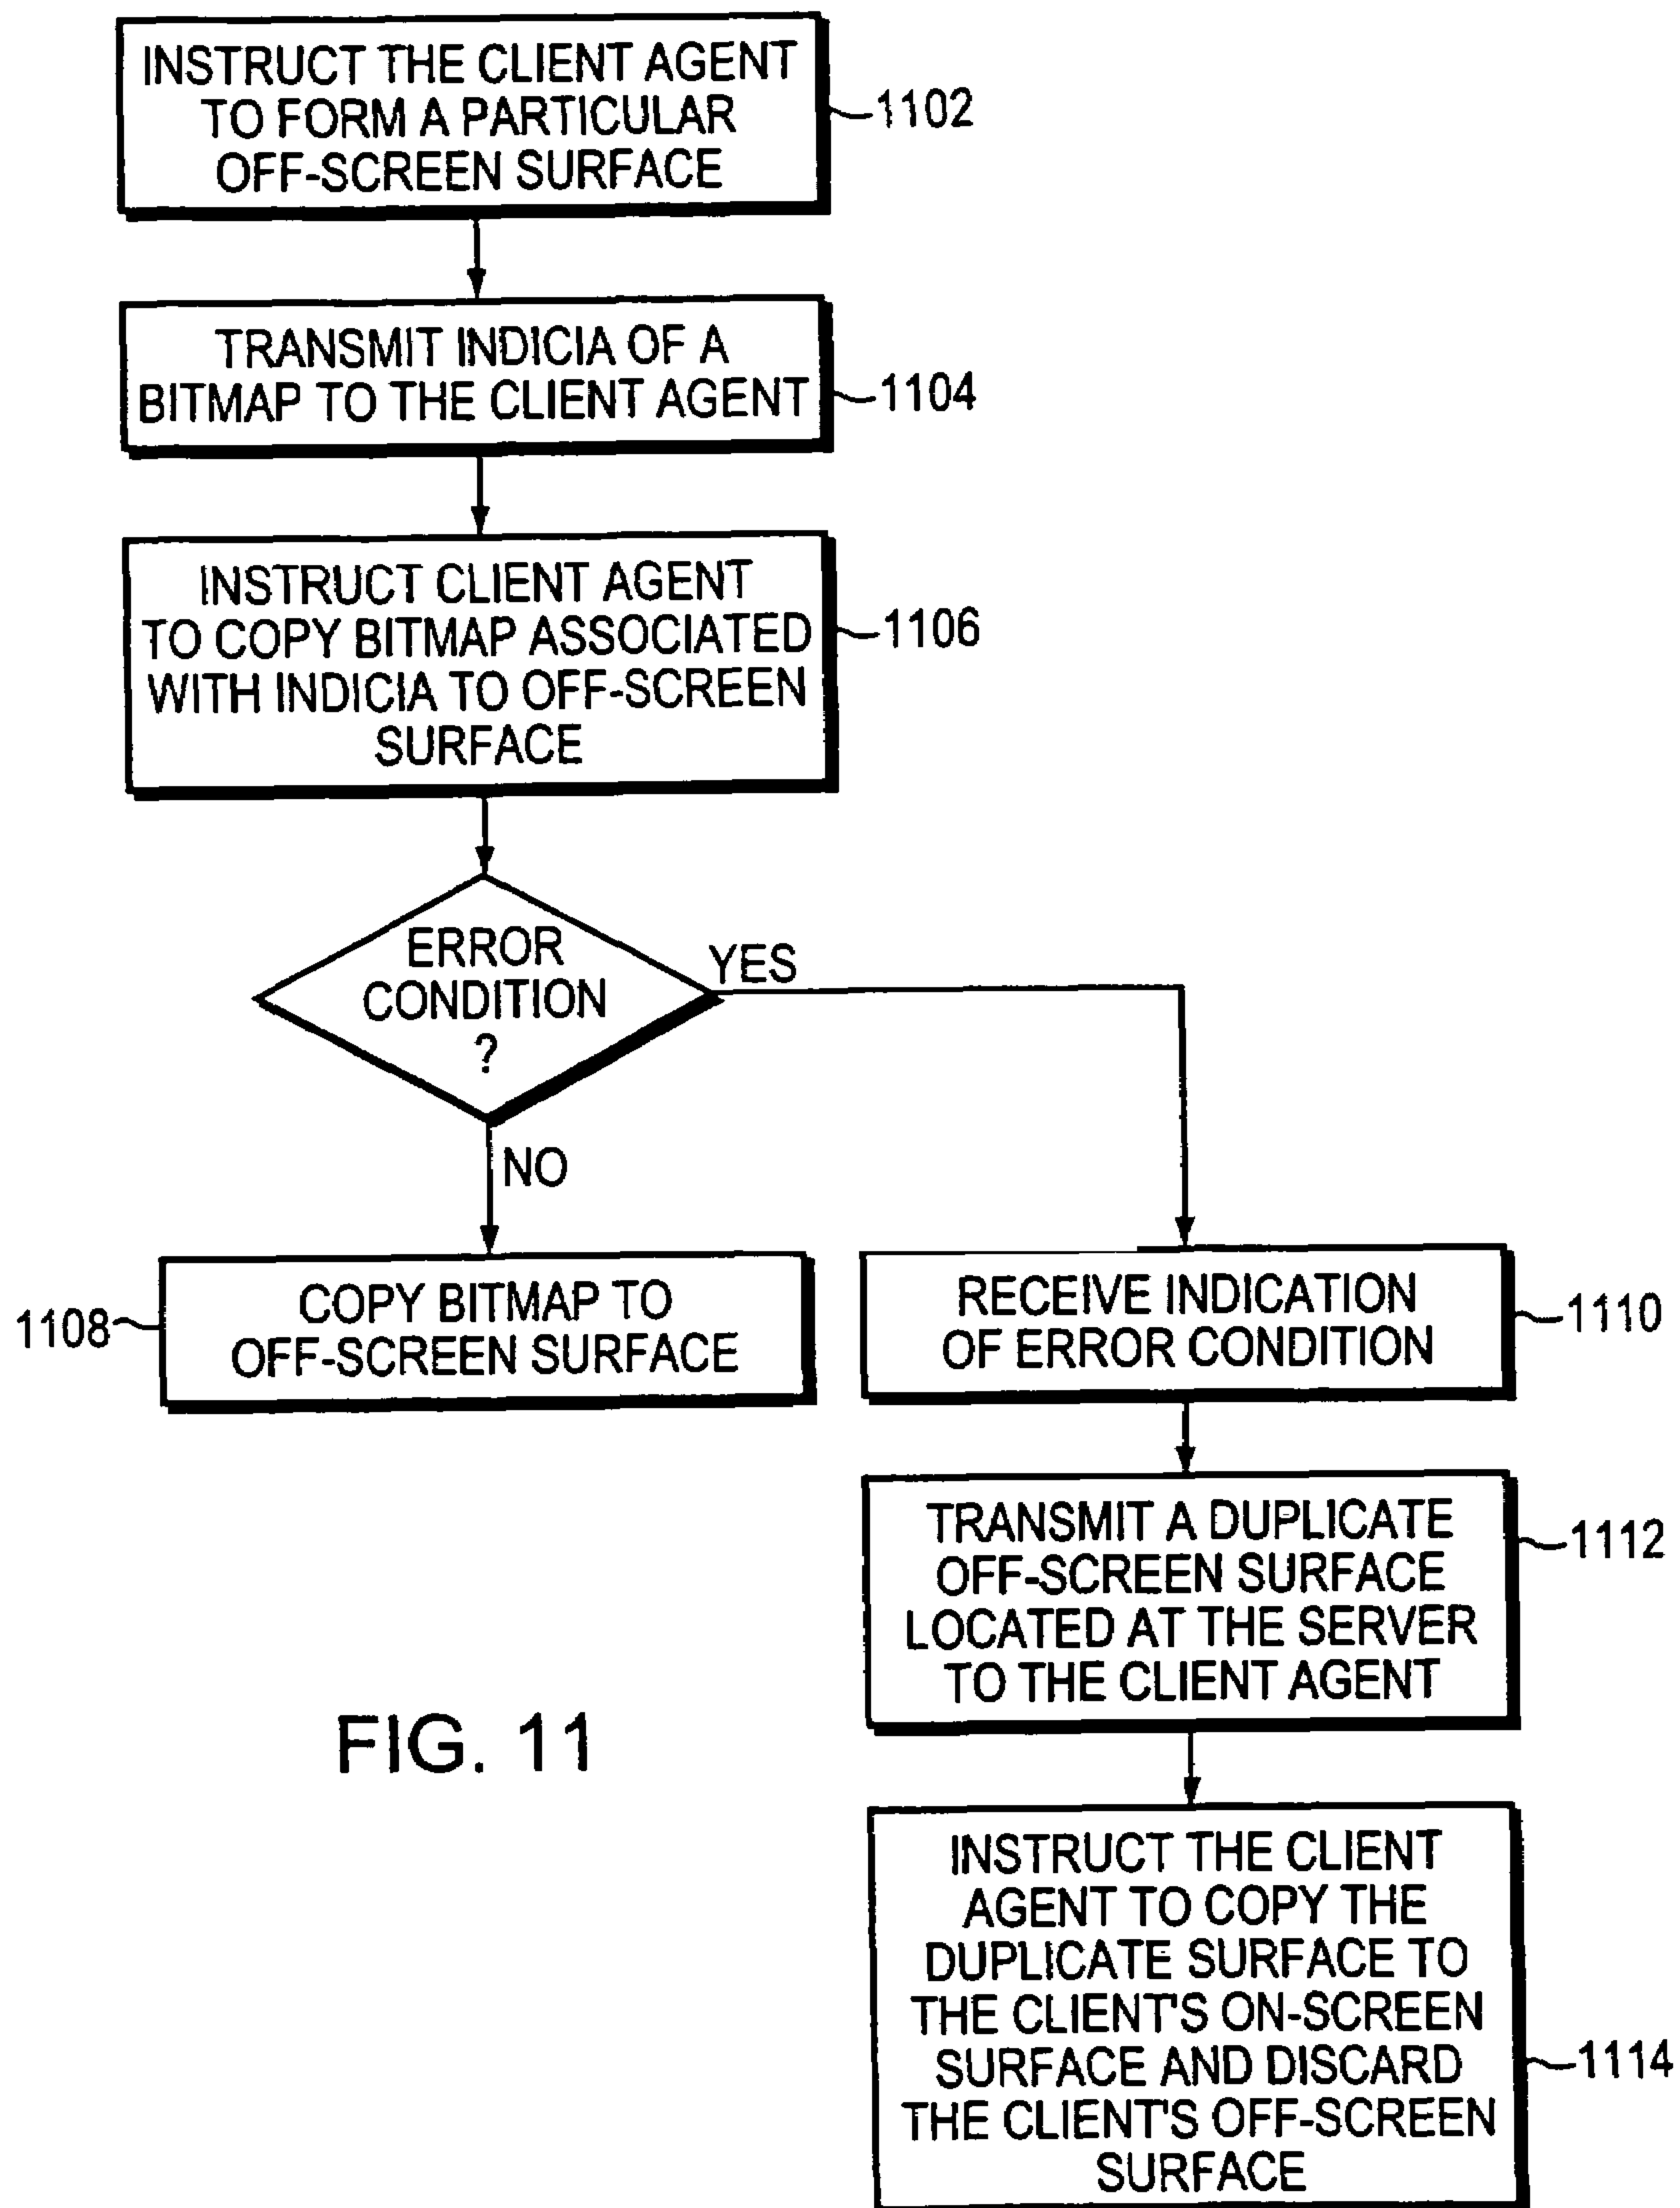 INSTRUCT THE CLIENT AGENT
TO FORM A PARTICULAR
OFF-SCREEN SURFACE
1102
TRANSMIT INDICIA OF A
BITMAP TO THE CLIENT AGENT
1104
INSTRUCT CLIENT AGENT
TO COPY BITMAP ASSOCIATED
WITH INDICIA TO OFF-SCREEN
SURFACE
1106
ERROR
CONDITION
?
YES
NO
1108
COPY BITMAP TO
OFF-SCREEN SURFACE
RECEIVE INDICATION
OF ERROR CONDITION
1110
TRANSMIT A DUPLICATE
OFF-SCREEN SURFACE
LOCATED AT THE SERVER
TO THE CLIENT AGENT
1112
INSTRUCT THE CLIENT
AGENT TO COPY THE
DUPLICATE SURFACE TO
THE CLIENT'S ON-SCREEN
SURFACE AND DISCARD
THE CLIENT'S OFF-SCREEN
SURFACE
1114
FIG. 11